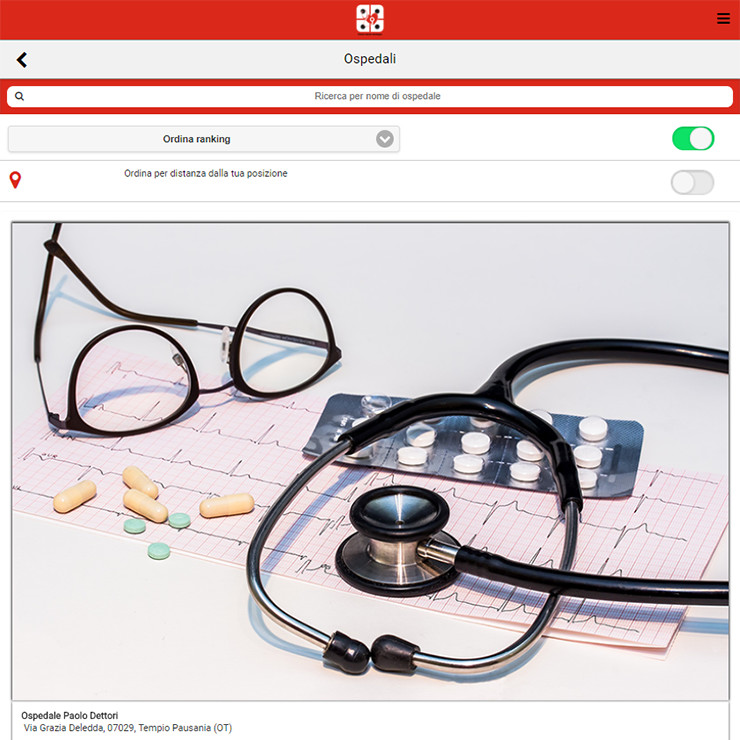 Ospedali
Ricerca per nome di ospedale
Ordina ranking
Ordina per distanza dalla tua posizione
Ospedale Paolo Dettori
Via Grazia Deledda, 07029, Tempio Pausania (OT)